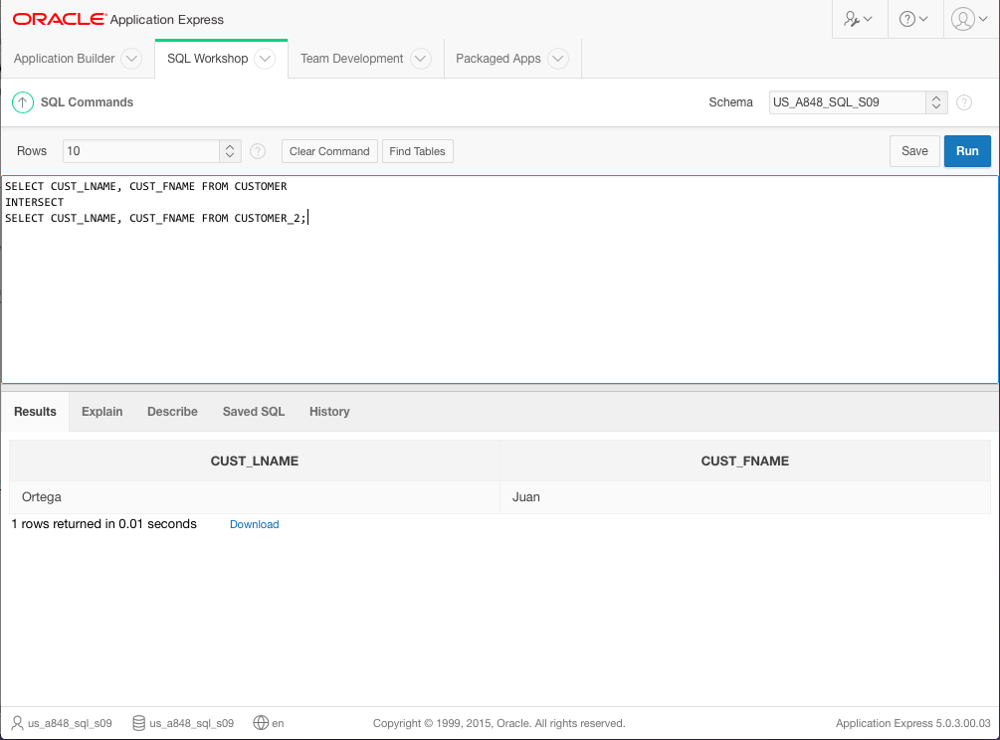 ORACLE Application Express
Application Builder SQL Workshop Team Development Packaged Apps
SQL Commands Schema US_A848_SQL_S09
Rows 10 Clear Command Find Tables Save Run
SELECT CUST_LNAME, CUST_FNAME FROM CUSTOMER
INTERSECT
SELECT CUST_LNAME, CUST_FNAME FROM CUSTOMER_2;
Results Explain Describe Saved SQL History
CUST_LNAME CUST_FNAME
Ortega Juan
1 rows returned in 0.01 seconds Download
us_a848_sql_s09 us_a848_sql_s09 en Copyright © 1999, 2015, Oracle. All rights reserved. Application Express 5.0.3.00.03